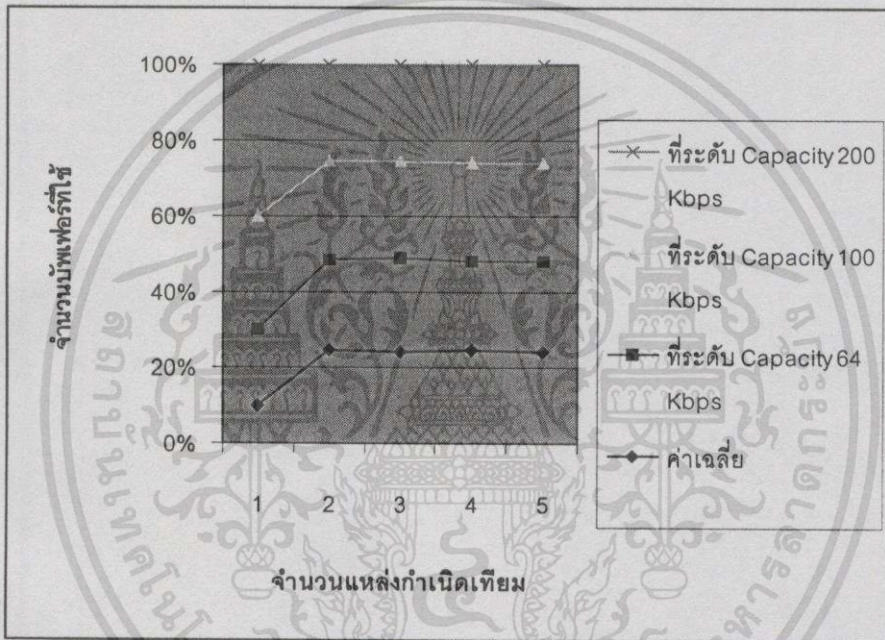 100%
80%
60%
40%
20%
0%
จำนวนบัพเฟอร์ที่ใช้
1 2 3 4 5
จำนวนแหล่งกำเนิดเทียม
ที่ระดับ Capacity 200
Kbps
ที่ระดับ Capacity 100
Kbps
ที่ระดับ Capacity 64
Kbps
ค่าเฉลี่ย